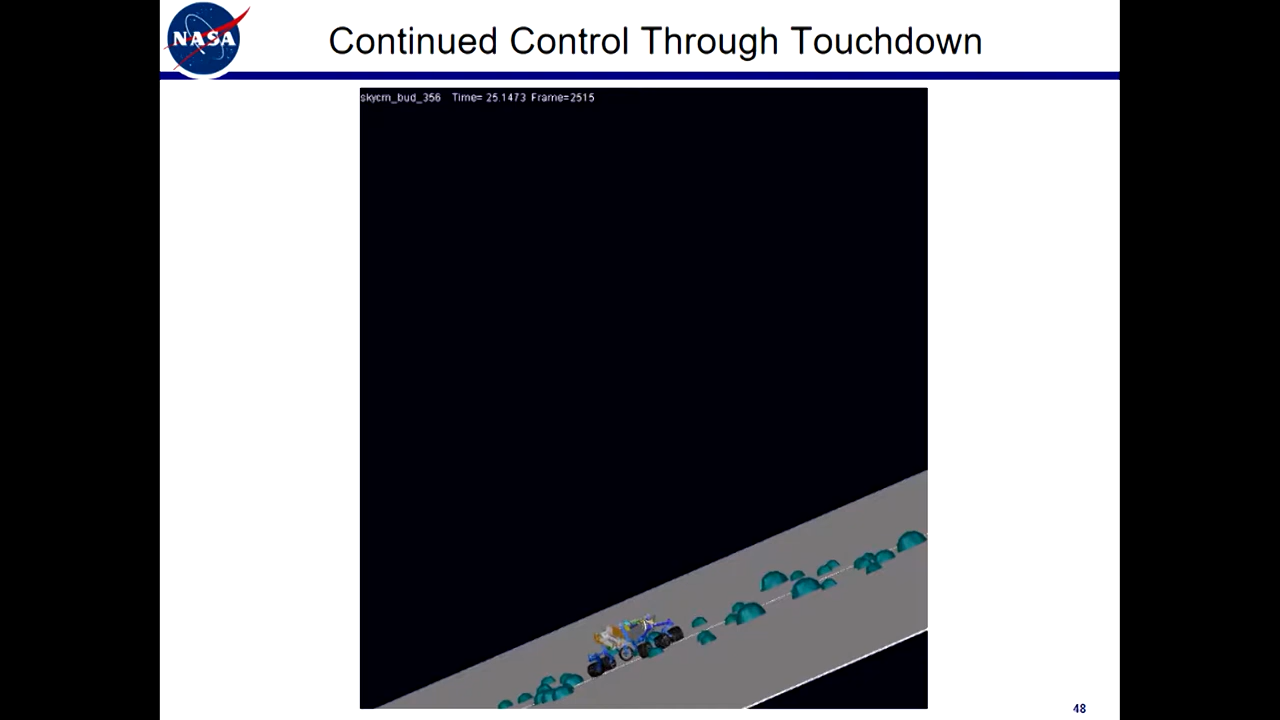 NASA
Continued Control Through Touchdown
skycrn_bud_356 Time= 25.1473 Frame=2515
48